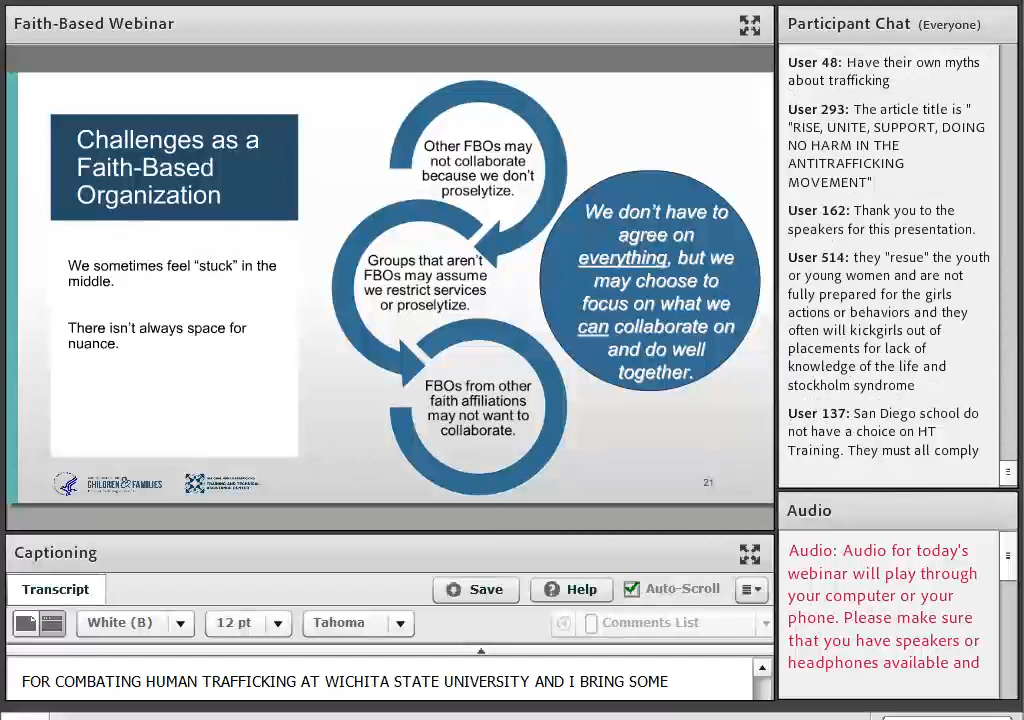 Faith-Based Webinar
Challenges as a
Faith-Based
Organization
We sometimes feel “stuck” in the
middle.
There isn’t always space for
nuance.
Other FBOs may
not collaborate
because we don’t
proselytize.
Groups that aren’t
FBOs may assume
we restrict services
or proselytize.
FBOs from other
faith affiliations
may not want to
collaborate.
We don’t have to
agree on
everything, but we
may choose to
focus on what we
can collaborate on
and do well
together.
CHILDREN & FAMILIES
21
Participant Chat (Everyone)
User 48: Have their own myths
about trafficking
User 293: The article title is "
"RISE, UNITE, SUPPORT, DOING
NO HARM IN THE
ANTITRAFFICKING
MOVEMENT"
User 162: Thank you to the
speakers for this presentation.
User 514: they "resue" the youth
or young women and are not
fully prepared for the girls
actions or behaviors and they
often will kickgirls out of
placements for lack of
knowledge of the life and
stockholm syndrome
User 137: San Diego school do
not have a choice on HT
Training. They must all comply
Audio
Audio: Audio for today's
webinar will play through
your computer or your
phone. Please make sure
that you have speakers or
headphones available and
Captioning
Transcript
Save
Help
Auto-Scroll
White (B)
12 pt
Tahoma
Comments List
FOR COMBATING HUMAN TRAFFICKING AT WICHITA STATE UNIVERSITY AND I BRING SOME